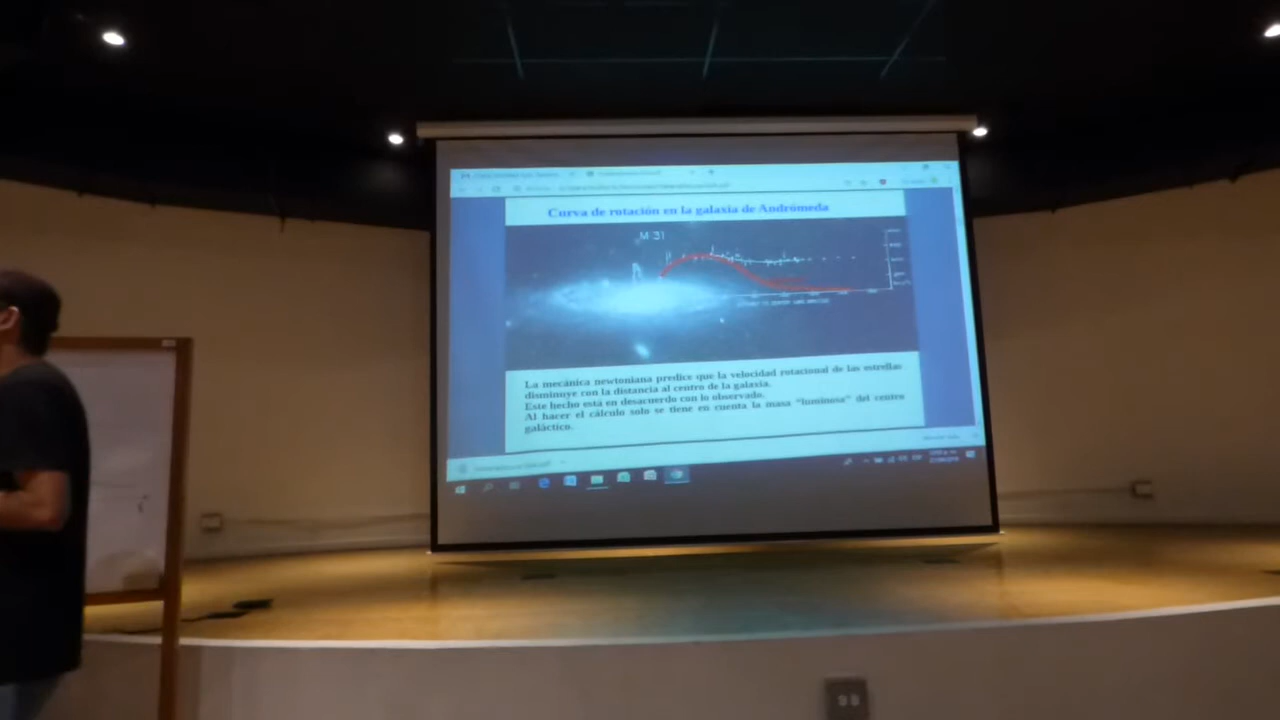 Curva de rotación en la galaxia de Andrómeda
M 31
La mecánica newtoniana predice que la velocidad rotacional de las estrellas
disminuye con la distancia al centro de la galaxia.
Este hecho está en desacuerdo con lo observado.
Al hacer el cálculo solo se tiene en cuenta la masa “luminosa” del centro
galáctico.